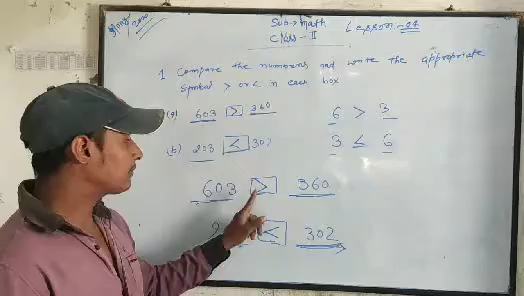 Sub-math Lesson-01
Class-II
1 Compare the numbers and write the appropriate
symbol > or < in each box
(a) 603 > 360 6 > 3
(b) 203 < 302 3 < 6
603 > 360
2 < 302